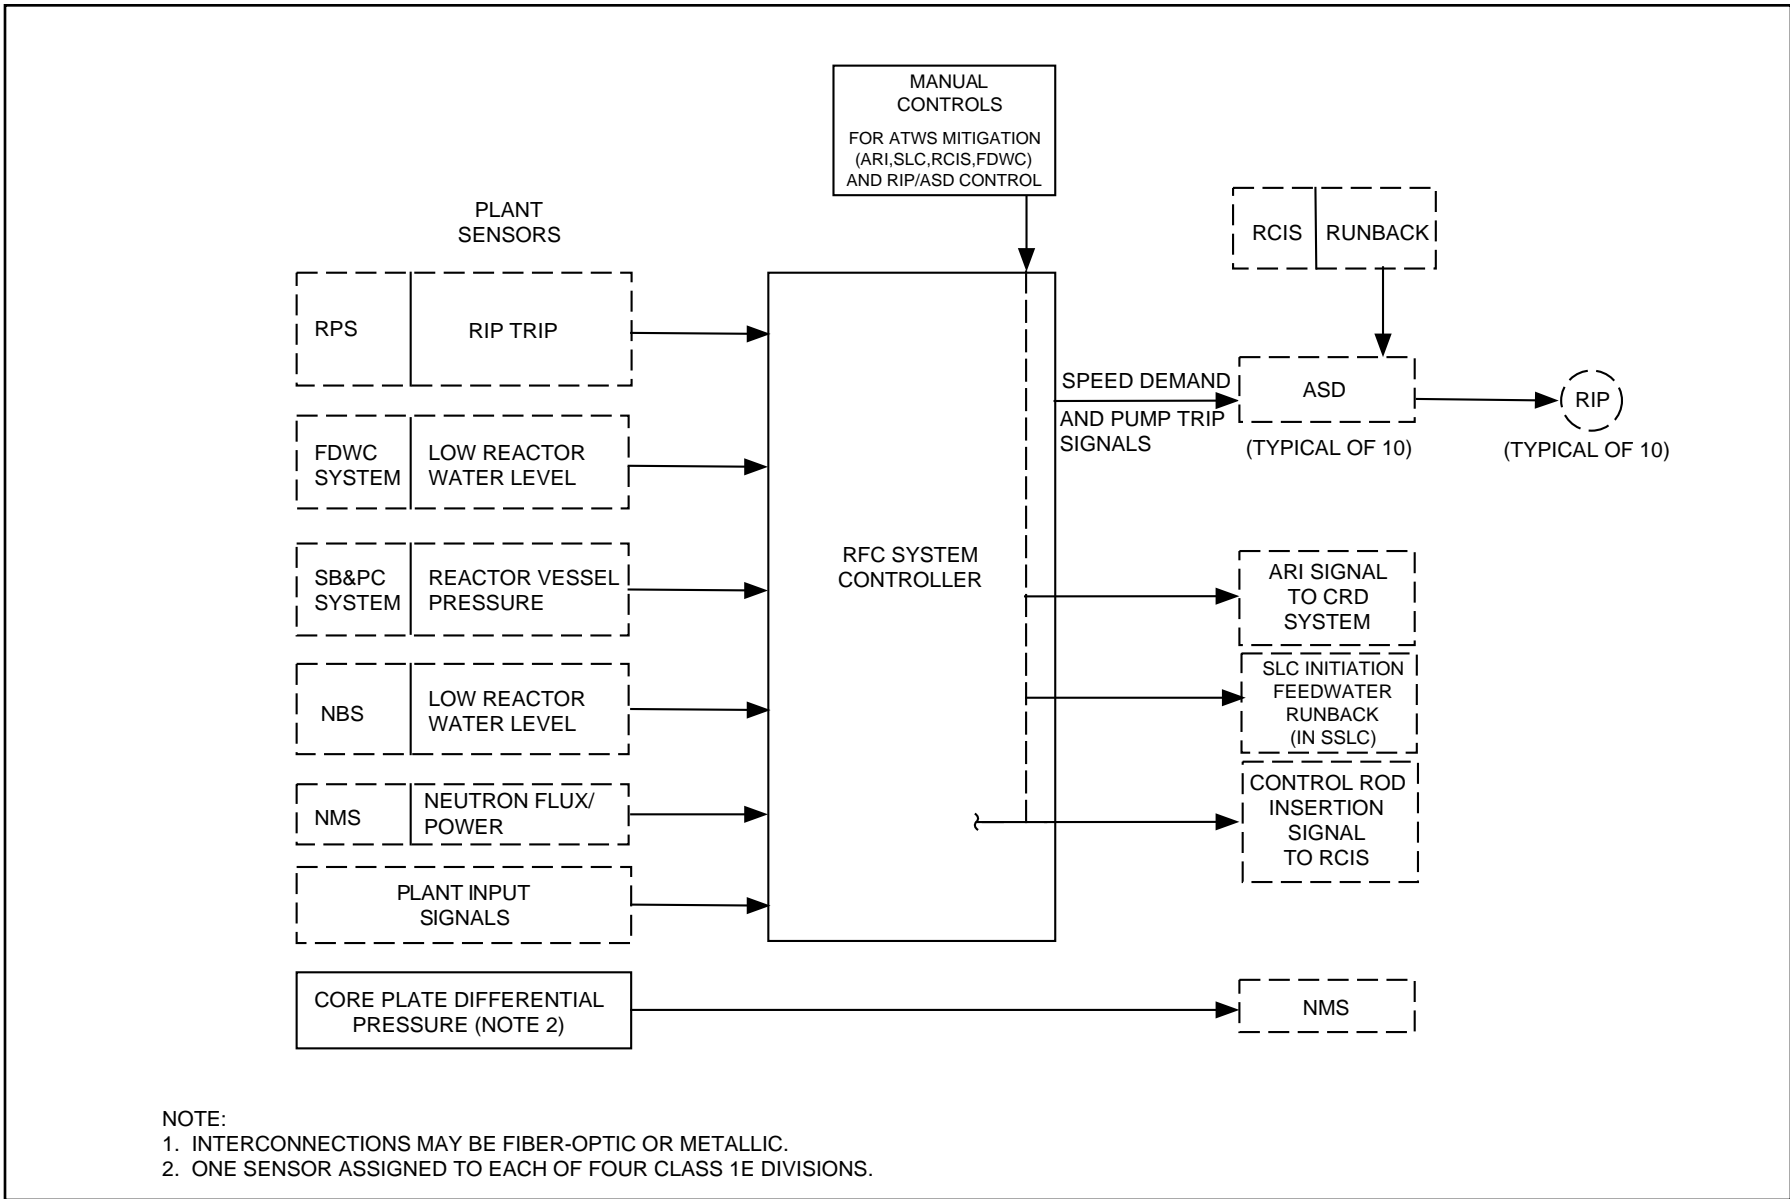 MANUAL
CONTROLS
FOR ATWS MITIGATION
(ARI,SLC,RCIS,FDWC)
AND RIP/ASD CONTROL
PLANT
SENSORS
RCIS
RUNBACK
RPS
RIP TRIP
FDWC
SYSTEM
LOW REACTOR
WATER LEVEL
SB&PC
SYSTEM
REACTOR VESSEL
PRESSURE
NBS
LOW REACTOR
WATER LEVEL
NMS
NEUTRON FLUX/
POWER
PLANT INPUT
SIGNALS
CORE PLATE DIFFERENTIAL
PRESSURE (NOTE 2)
RFC SYSTEM
CONTROLLER
SPEED DEMAND
AND PUMP TRIP
SIGNALS
ASD
(TYPICAL OF 10)
RIP
(TYPICAL OF 10)
ARI SIGNAL
TO CRD
SYSTEM
SLC INITIATION
FEEDWATER
RUNBACK
(IN SSLC)
CONTROL ROD
INSERTION
SIGNAL
TO RCIS
NMS
NOTE:
1. INTERCONNECTIONS MAY BE FIBER-OPTIC OR METALLIC.
2. ONE SENSOR ASSIGNED TO EACH OF FOUR CLASS 1E DIVISIONS.